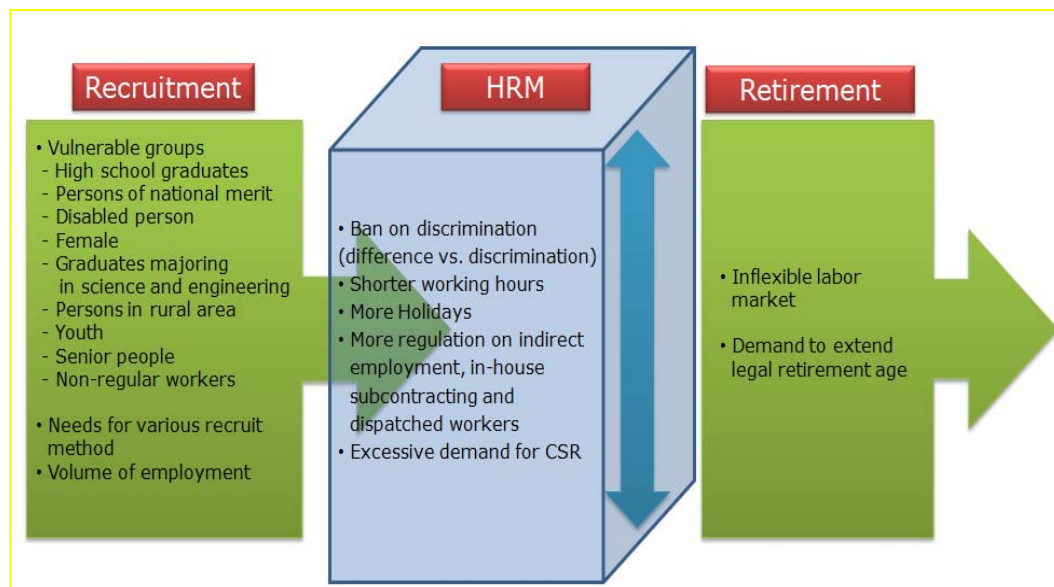 Recruitment
• Vulnerable groups
- High school graduates
- Persons of national merit
- Disabled person
- Female
- Graduates majoring
in science and engineering
- Persons in rural area
- Youth
- Senior people
- Non-regular workers
• Needs for various recruit
method
• Volume of employment
HRM
• Ban on discrimination
(difference vs. discrimination)
• Shorter working hours
• More Holidays
• More regulation on indirect
employment, in-house
subcontracting and
dispatched workers
• Excessive demand for CSR
Retirement
• Inflexible labor
market
• Demand to extend
legal retirement age